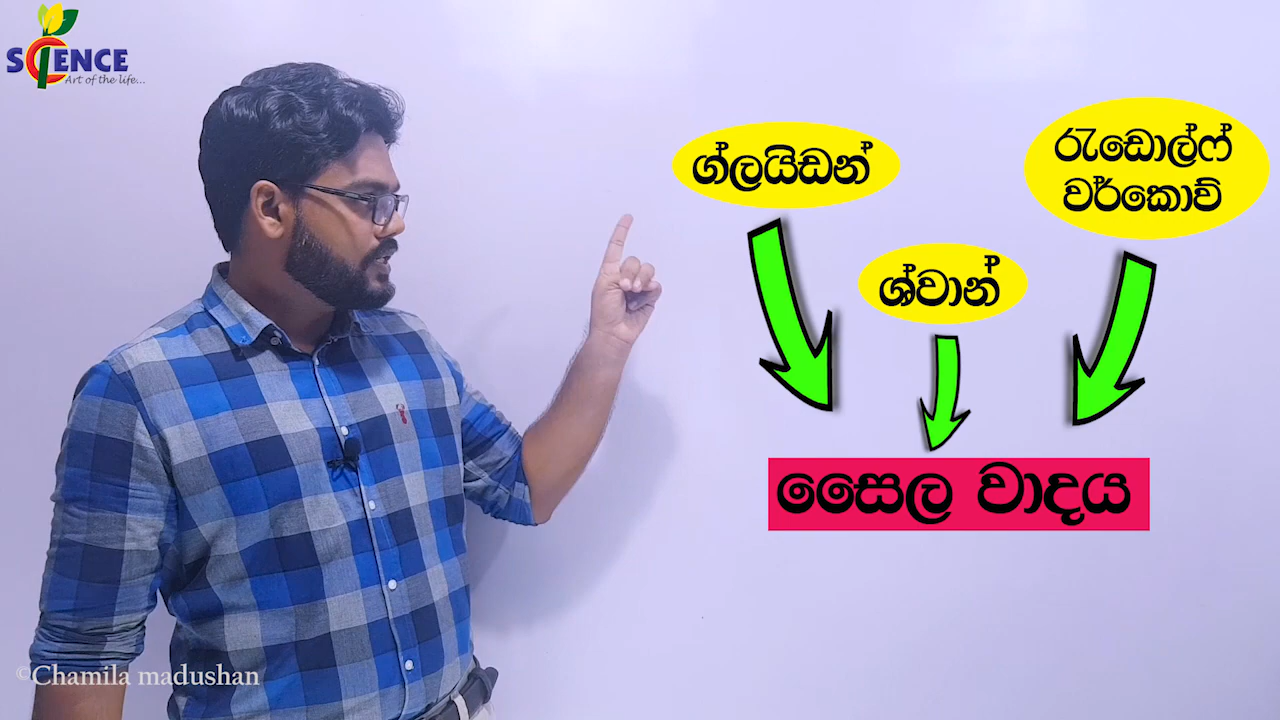 SCIENCE
Art of the life...
ග්ලයිඩන්
රැඩොල්ෆ්
වර්කොව්
ශ්වාන්
සෛල වාදය
©Chamila madushan